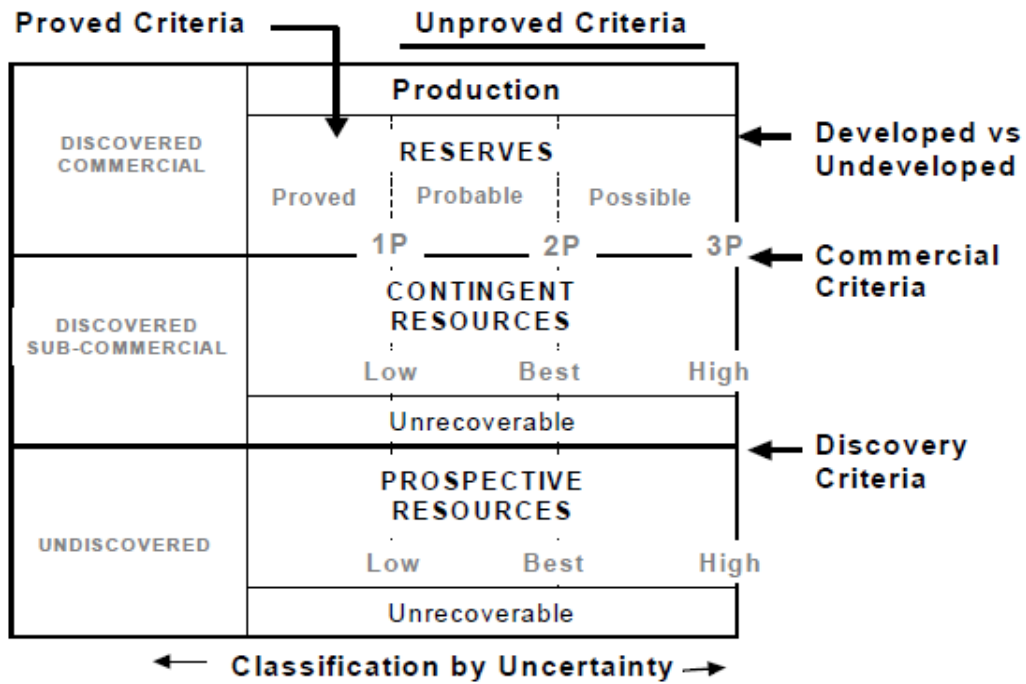 Proved Criteria
Unproved Criteria
Production
DISCOVERED
COMMERCIAL
RESERVES
Proved
Probable
Possible
1P
2P
3P
Developed vs
Undeveloped
Commercial
Criteria
DISCOVERED
SUB-COMMERCIAL
CONTINGENT
RESOURCES
Low
Best
High
Unrecoverable
Discovery
Criteria
UNDISCOVERED
PROSPECTIVE
RESOURCES
Low
Best
High
Unrecoverable
Classification by Uncertainty